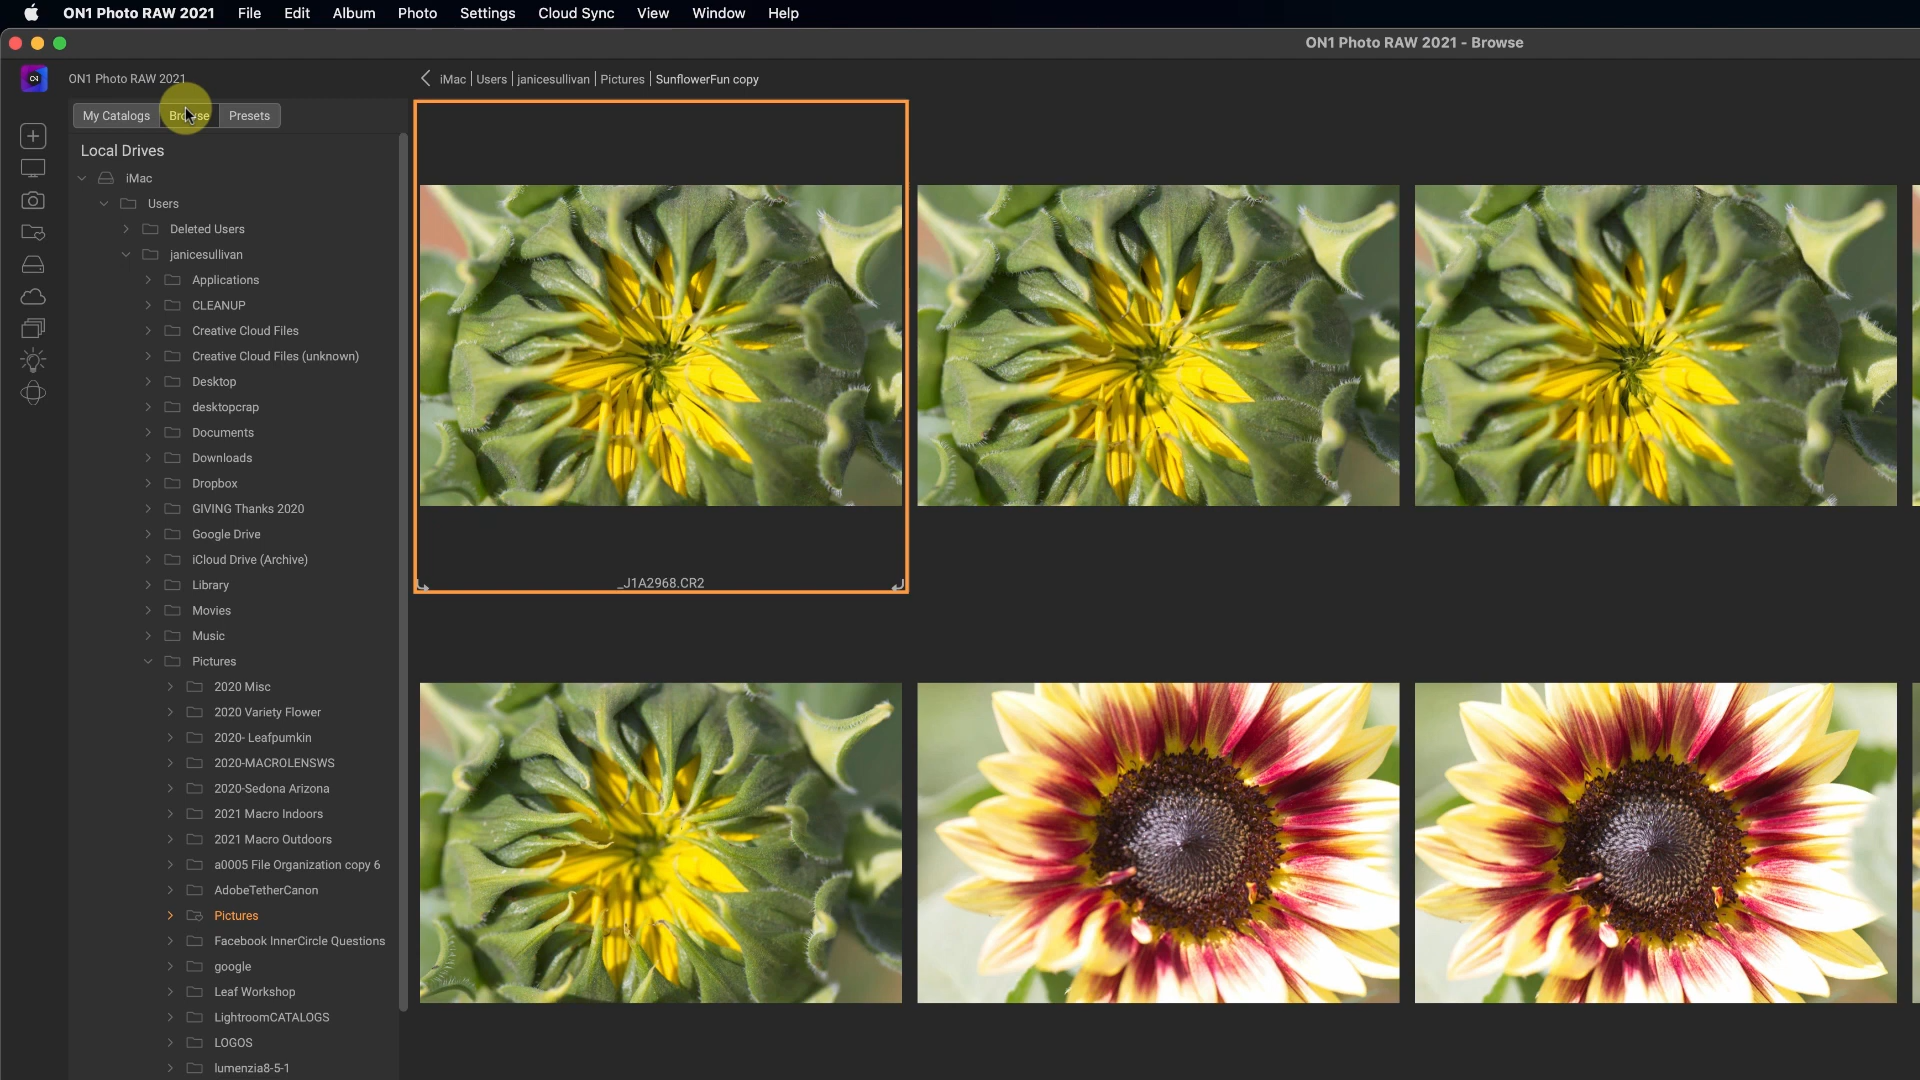 ON1 Photo RAW 2021 File Edit Album Photo Settings Cloud Sync View Window Help
ON1 Photo RAW 2021 - Browse
ON1 Photo RAW 2021
iMac | Users | janicesullivan | Pictures | SunflowerFun copy
My Catalogs Browse Presets
Local Drives
iMac
Users
Deleted Users
janicesullivan
Applications
CLEANUP
Creative Cloud Files
Creative Cloud Files (unknown)
Desktop
desktopcrap
Documents
Downloads
Dropbox
GIVING Thanks 2020
Google Drive
iCloud Drive (Archive)
Library
Movies
Music
Pictures
2020 Misc
2020 Variety Flower
2020- Leafpumkin
2020-MACROLENSWS
2020-Sedona Arizona
2021 Macro Indoors
2021 Macro Outdoors
a0005 File Organization copy 6
AdobeTetherCanon
Pictures
Facebook InnerCircle Questions
google
Leaf Workshop
LightroomCATALOGS
LOGOS
lumenzia8-5-1
_J1A2968.CR2